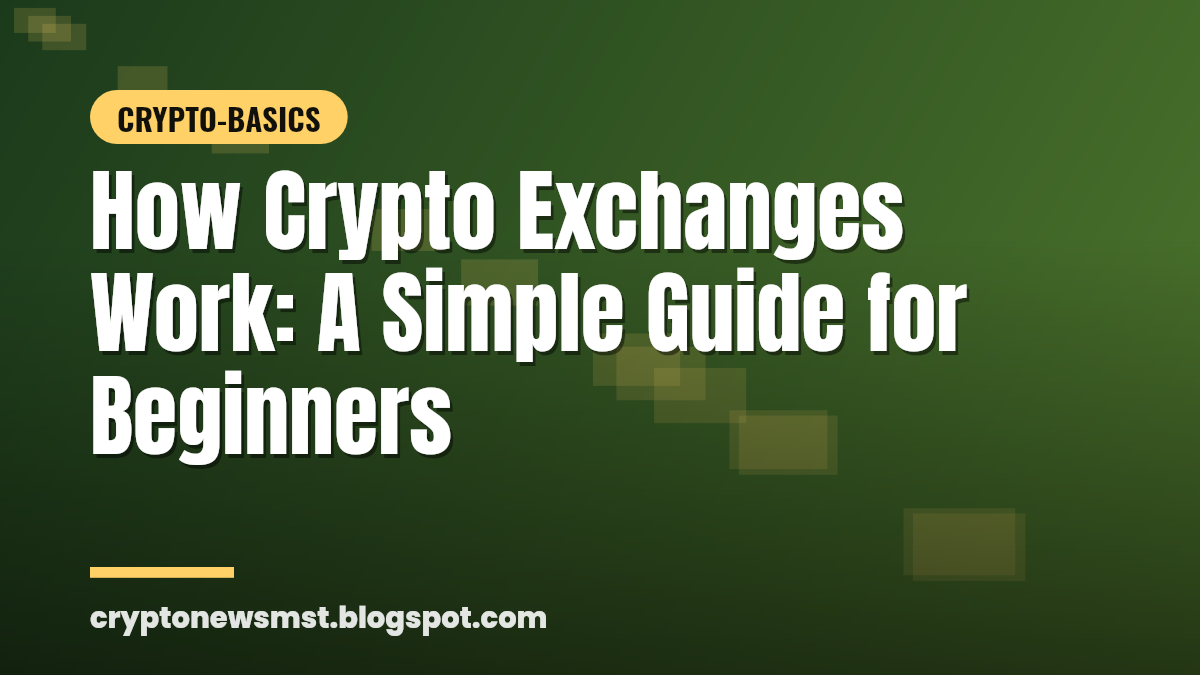 CRYPTO-BASICS
How Crypto Exchanges
Work: A Simple Guide for
Beginners
cryptonewsmst.blogspot.com